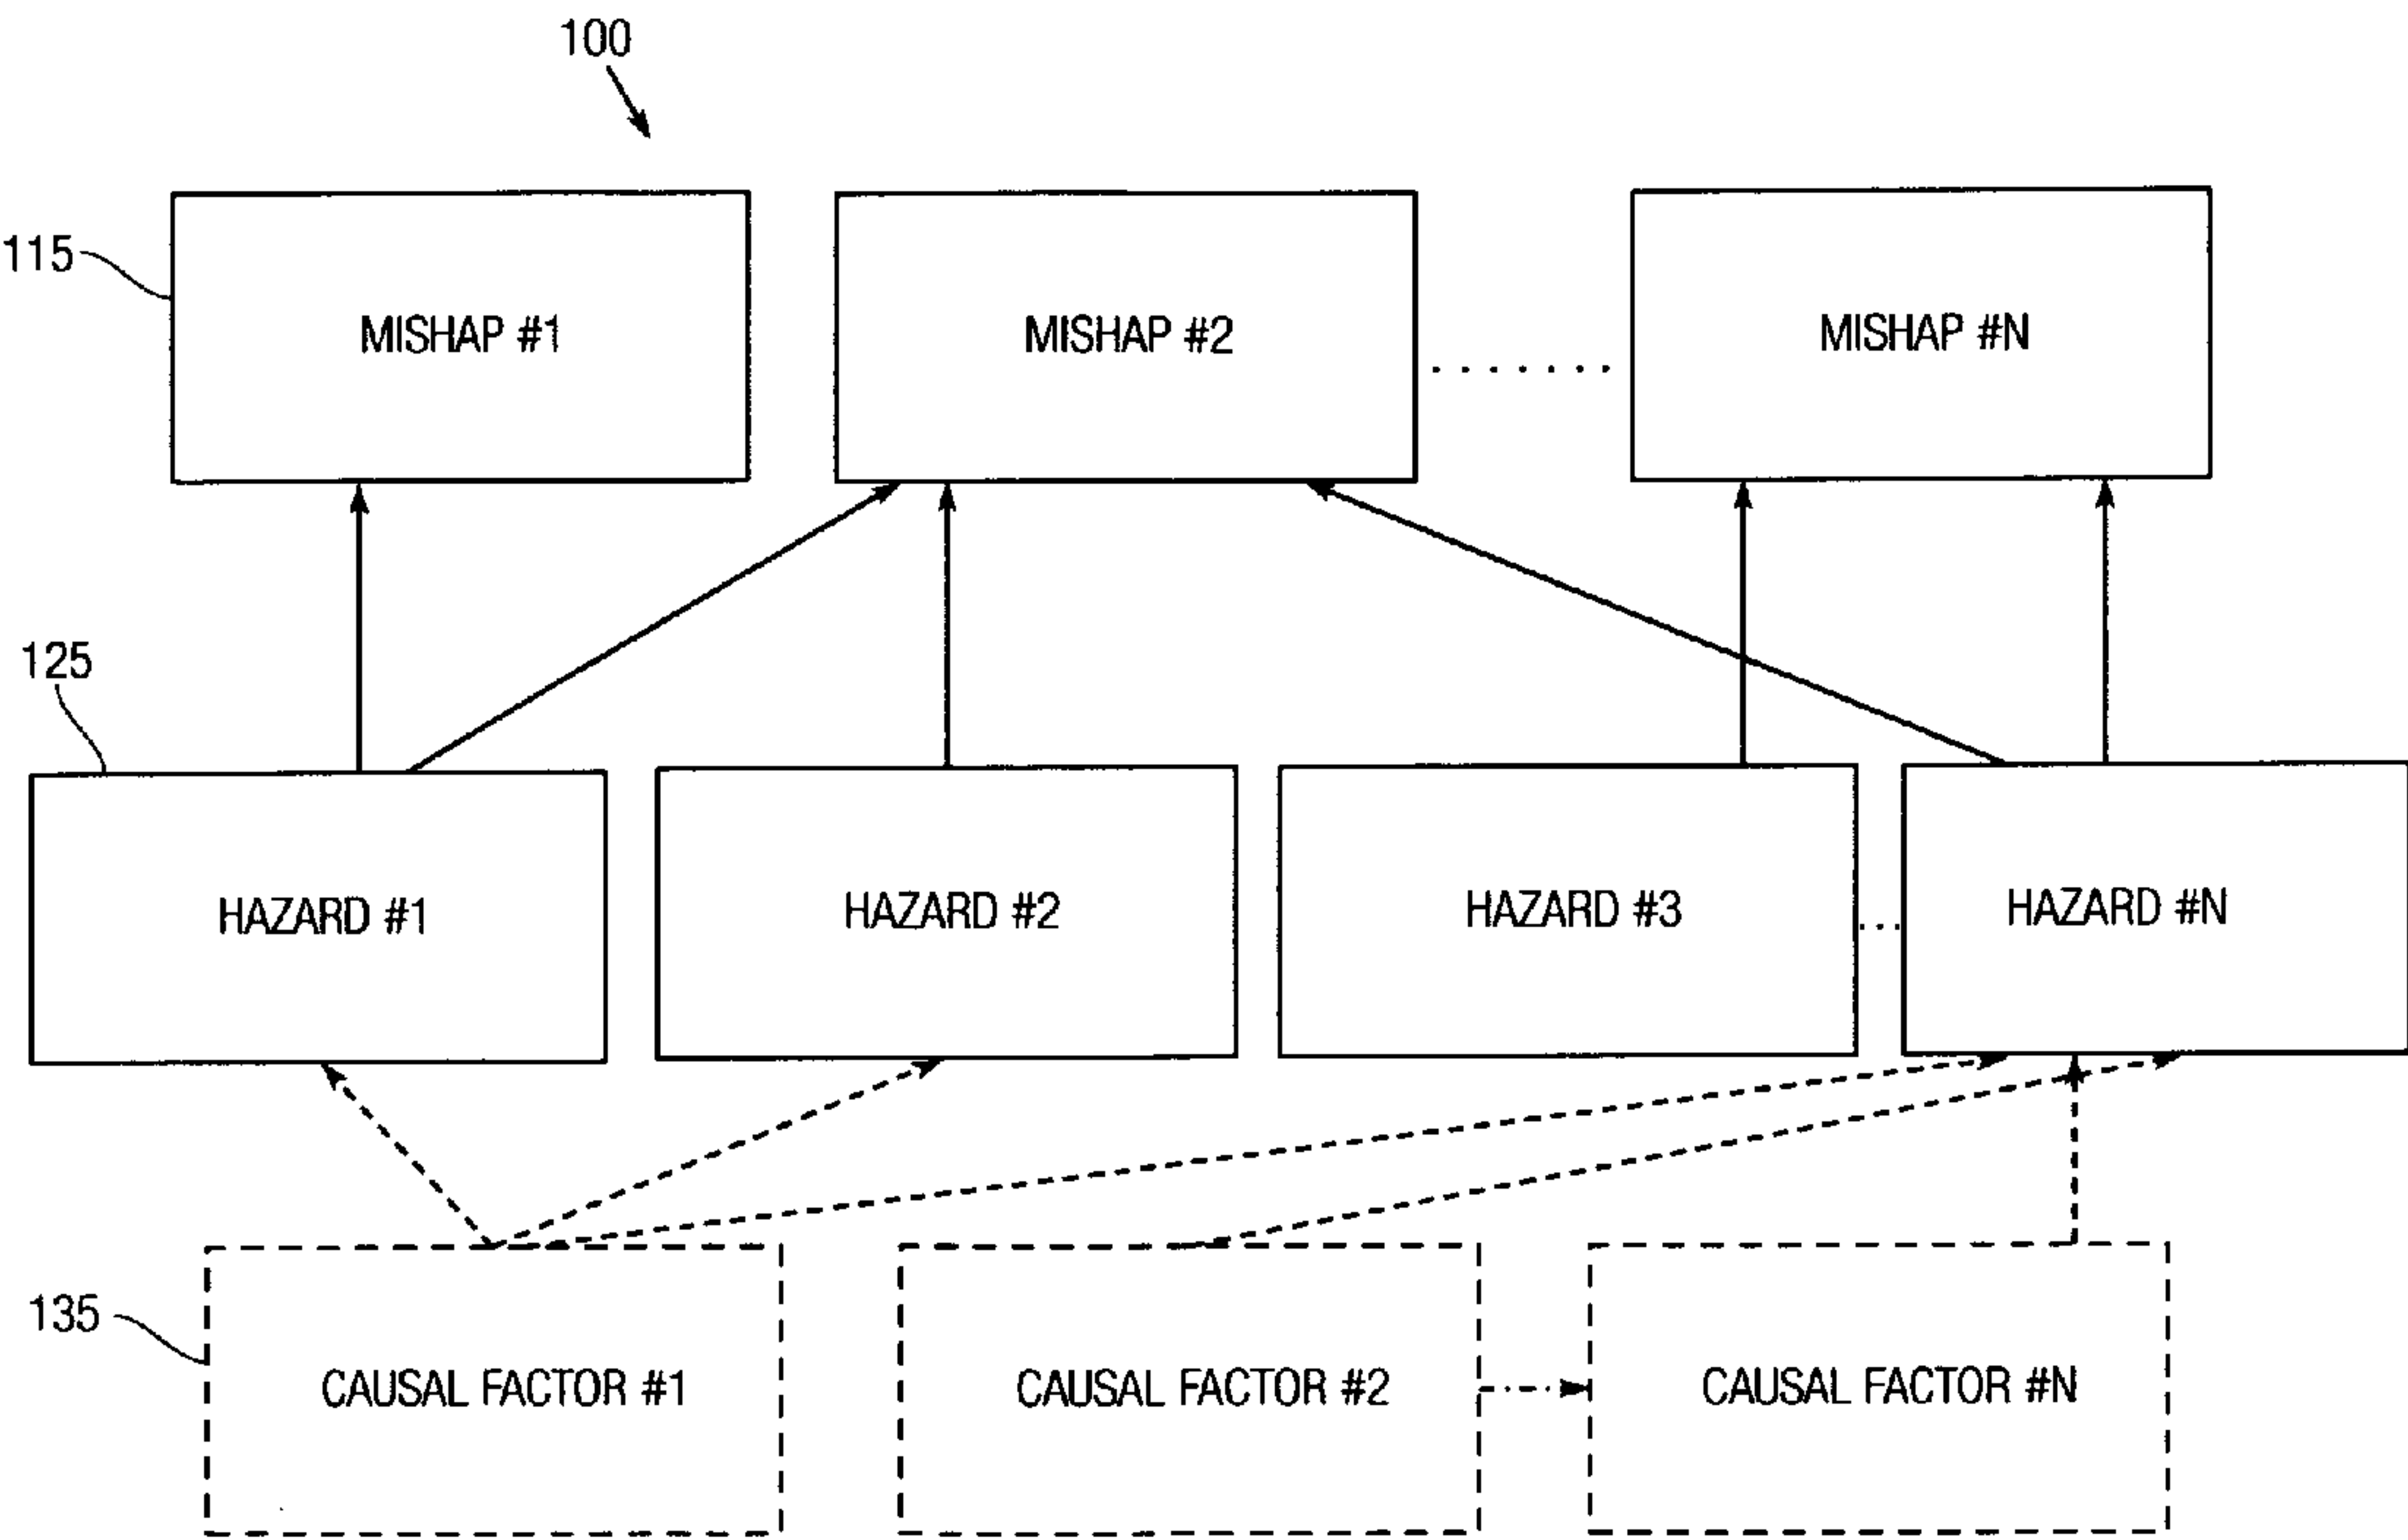 100
115
MISHAP #1
MISHAP #2
MISHAP #N
125
HAZARD #1
HAZARD #2
HAZARD #3
HAZARD #N
135
CAUSAL FACTOR #1
CAUSAL FACTOR #2
CAUSAL FACTOR #N